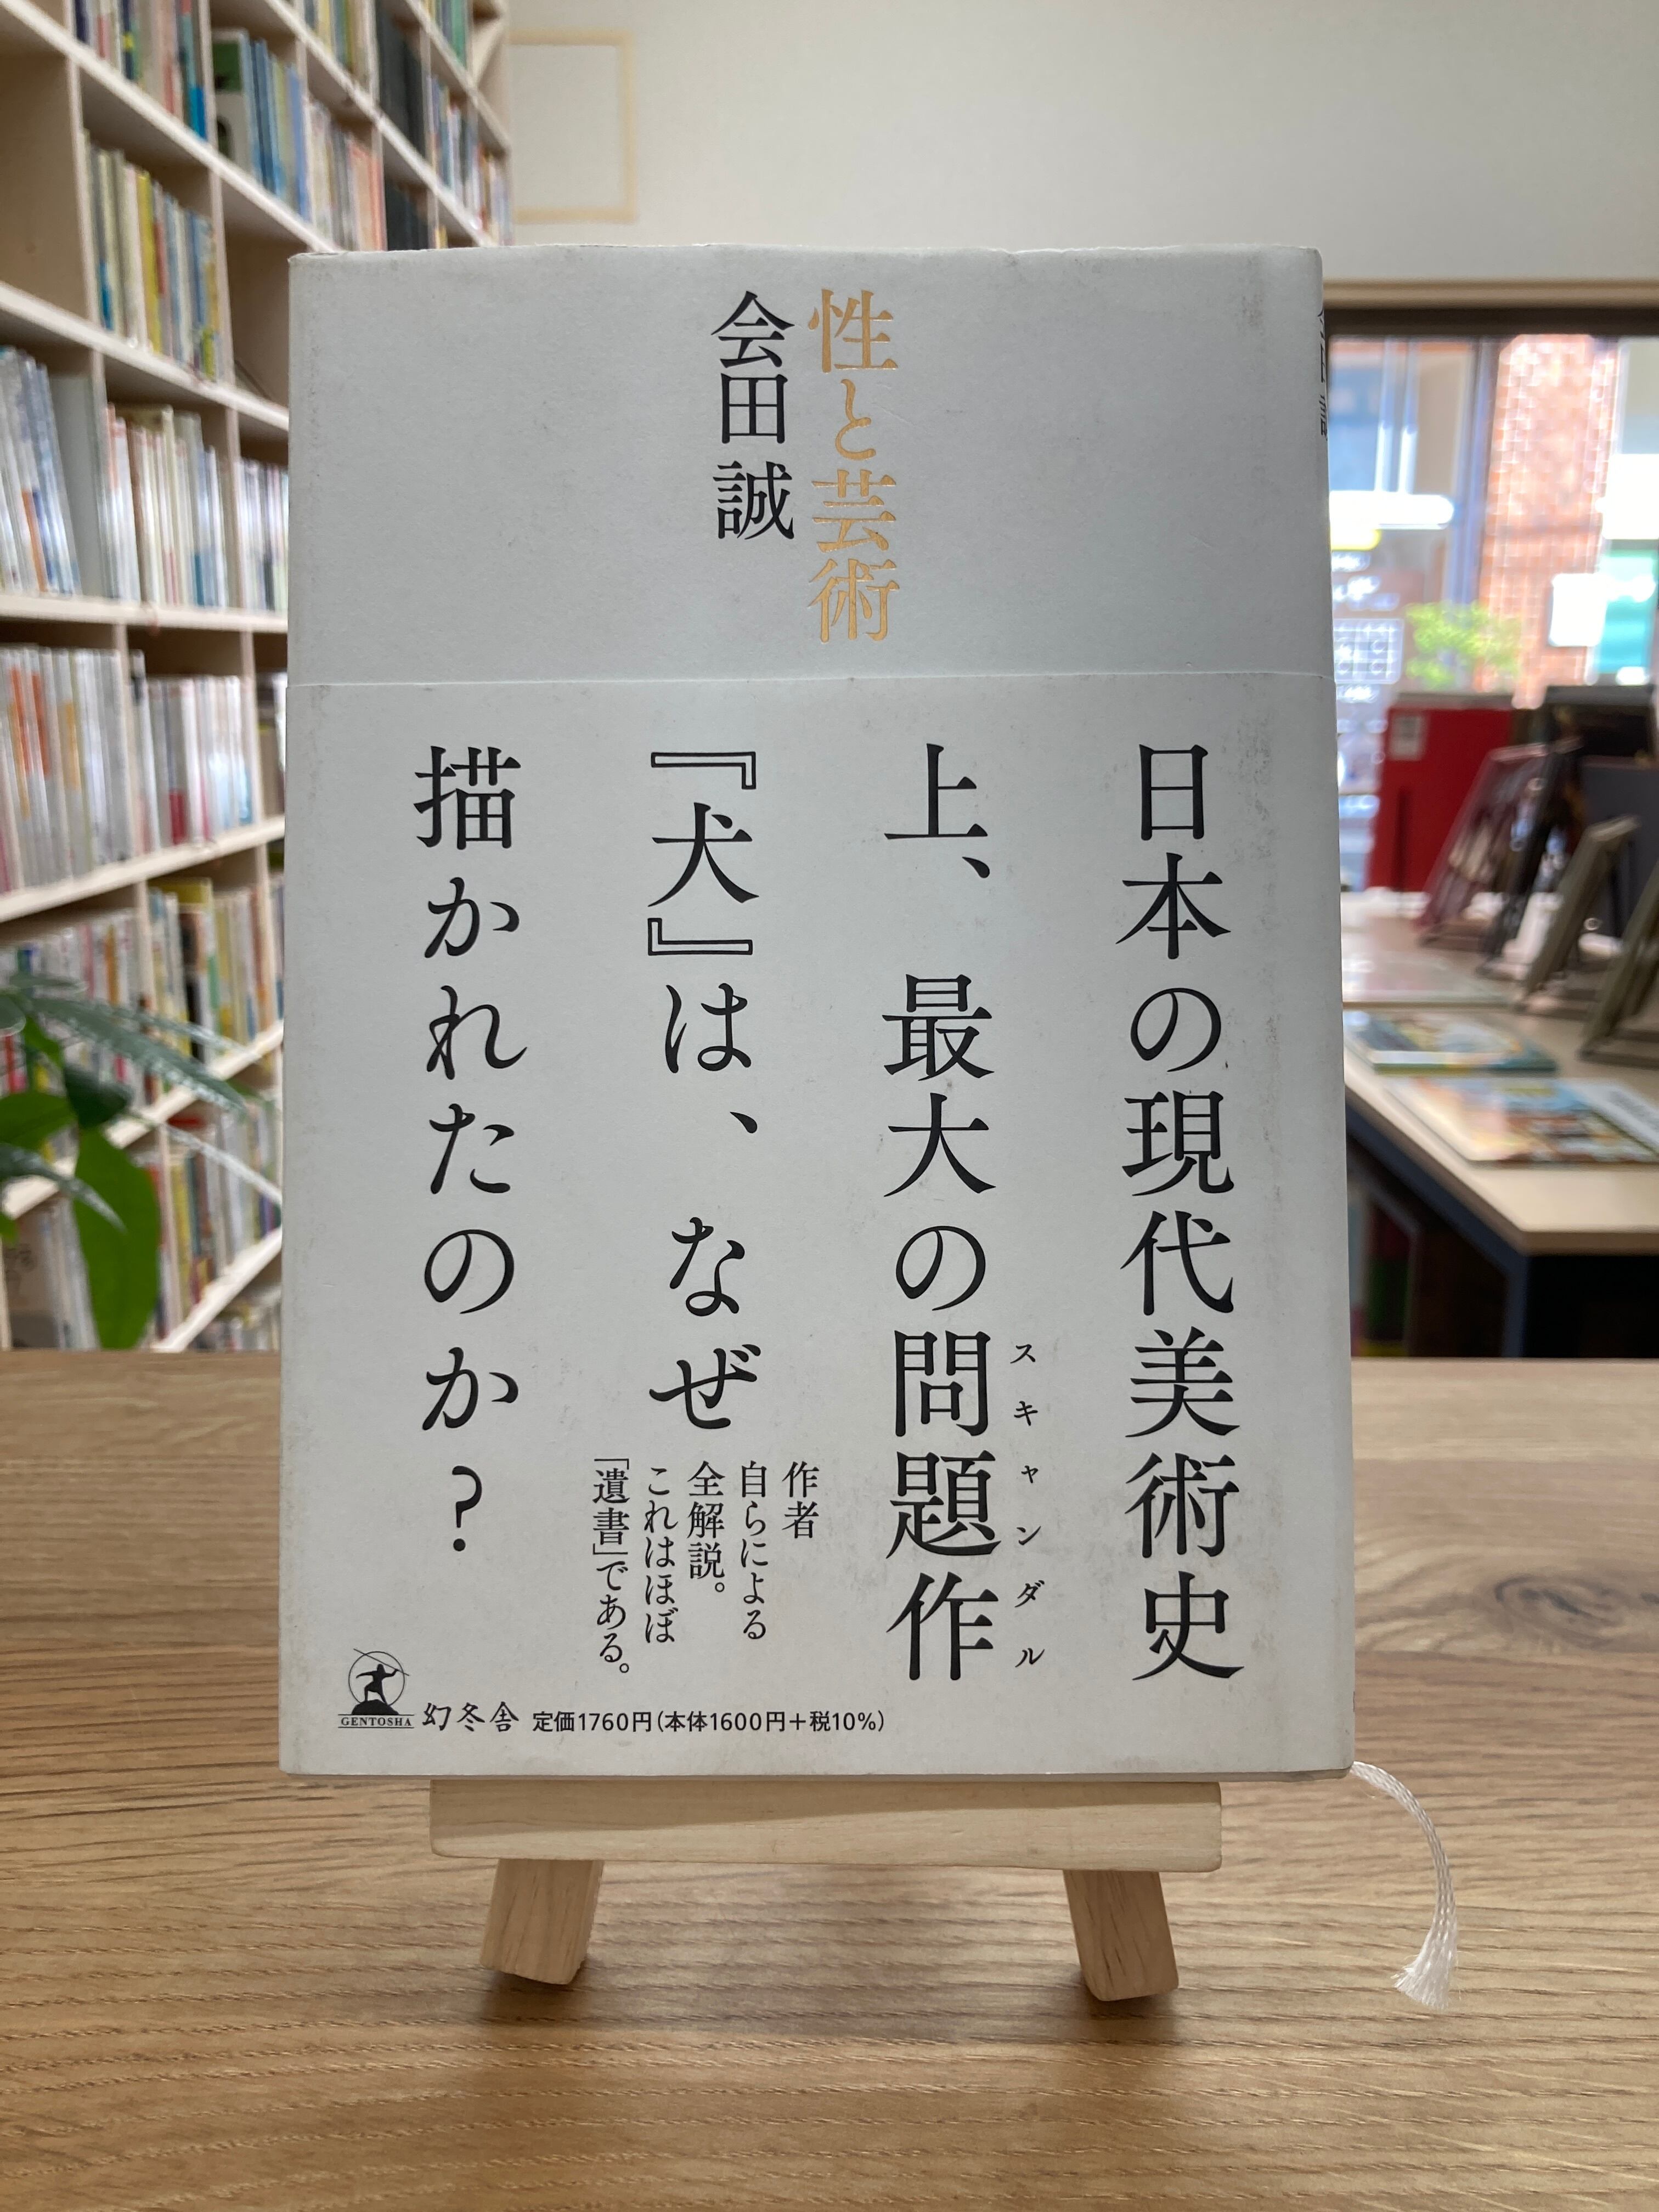 性と芸術
会田 誠
日本の現代美術史
上、最大の問題作
スキャンダル
『犬』は、なぜ
描かれたのか?
作者
自らによる
全解説。
これはほぼ
「遺書」である。
GENTOSHA
幻冬舎
定価1760円(本体1600円+税10%)